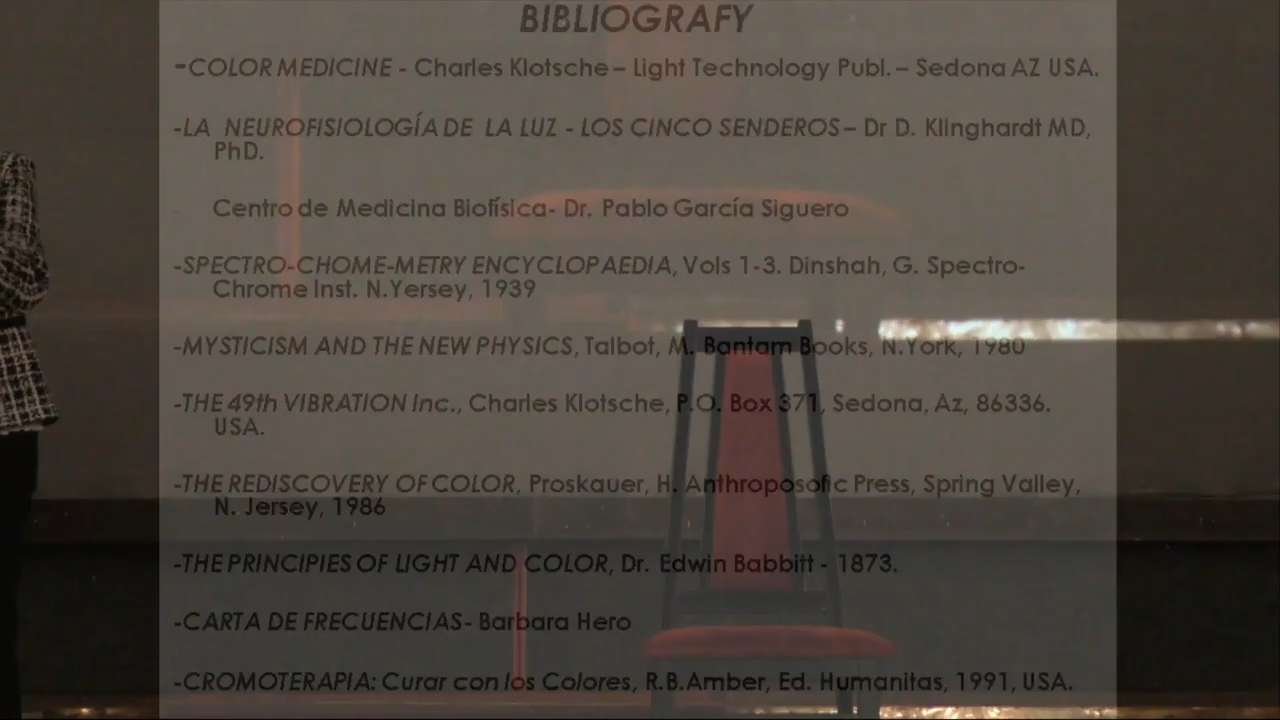 BIBLIOGRAFY
-COLOR MEDICINE - Charles Klotsche – Light Technology Publ. – Sedona AZ USA.
-LA NEUROFISIOLOGÍA DE LA LUZ - LOS CINCO SENDEROS – Dr D. Klinghardt MD,
PhD.
Centro de Medicina Biofísica- Dr. Pablo García Siguero
-SPECTRO-CHOME-METRY ENCYCLOPAEDIA, Vols 1-3. Dinshah, G. Spectro-
Chrome Inst. N.Yersey, 1939
-MYSTICISM AND THE NEW PHYSICS, Talbot, M. Bantam Books, N.York, 1980
-THE 49th VIBRATION Inc., Charles Klotsche, P.O. Box 371, Sedona, Az, 86336.
USA.
-THE REDISCOVERY OF COLOR, Proskauer, H. Anthroposofic Press, Spring Valley,
N. Jersey, 1986
-THE PRINCIPIES OF LIGHT AND COLOR, Dr. Edwin Babbitt - 1873.
-CARTA DE FRECUENCIAS- Barbara Hero
-CROMOTERAPIA: Curar con los Colores, R.B.Amber, Ed. Humanitas, 1991, USA.